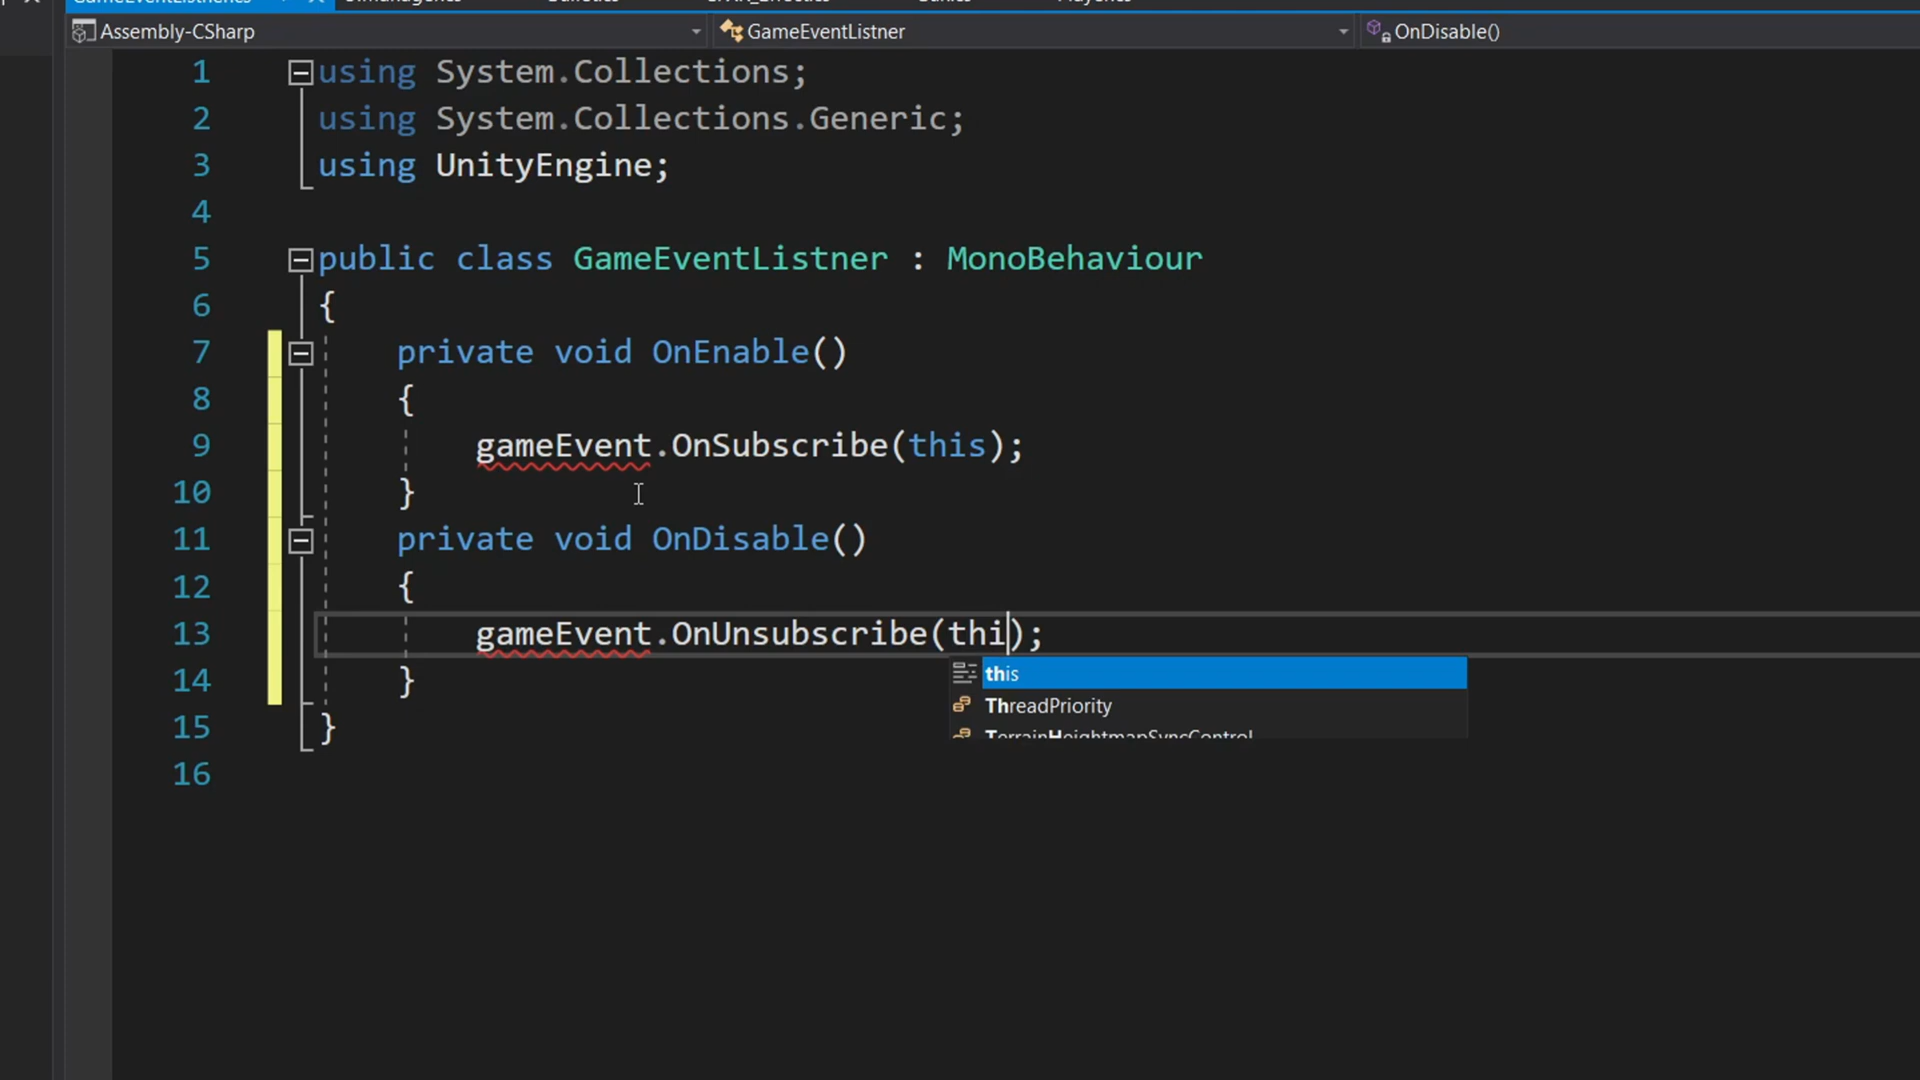 Assembly-CSharp
GameEventListner
OnDisable()
1 using System.Collections;
2 using System.Collections.Generic;
3 using UnityEngine;
4
5 public class GameEventListner : MonoBehaviour
6 {
7 private void OnEnable()
8 {
9 gameEvent.OnSubscribe(this);
10 }
11 private void OnDisable()
12 {
13 gameEvent.OnUnsubscribe(thi);
14 }
this
ThreadPriority
TerrainHeightmapSyncControl
15 }
16